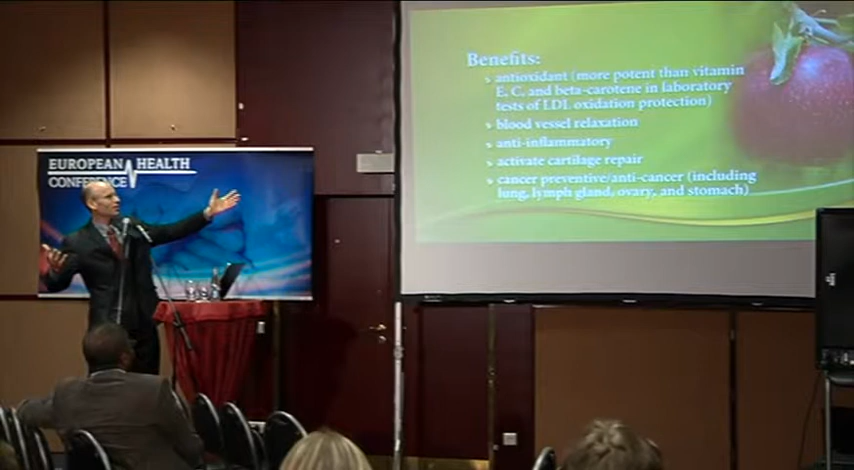 EUROPEAN HEALTH
CONFERENCE
Benefits:
antioxidant (more potent than vitamin
E, C, and beta-carotene in laboratory
tests of LDL oxidation protection)
blood vessel relaxation
anti-inflammatory
activate cartilage repair
cancer preventive/anti-cancer (including
lung, lymph gland, ovary, and stomach)